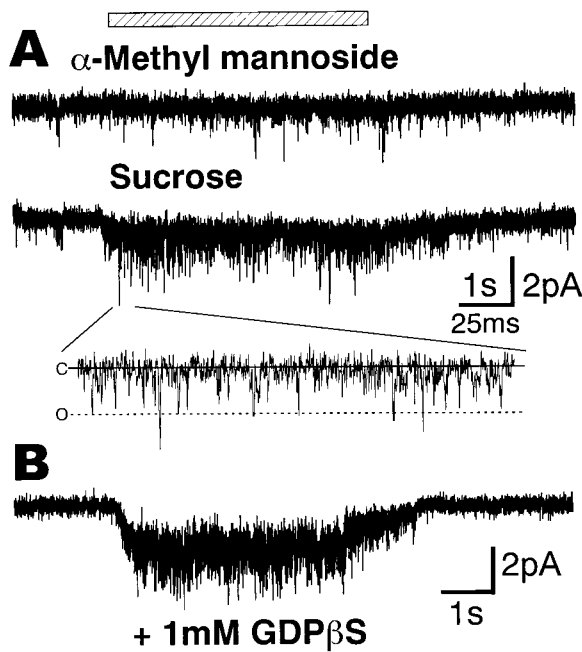 A
α-Methyl mannoside
Sucrose
1s 2pA
25ms
C
O
B
2pA
1s
+ 1mM GDPβS